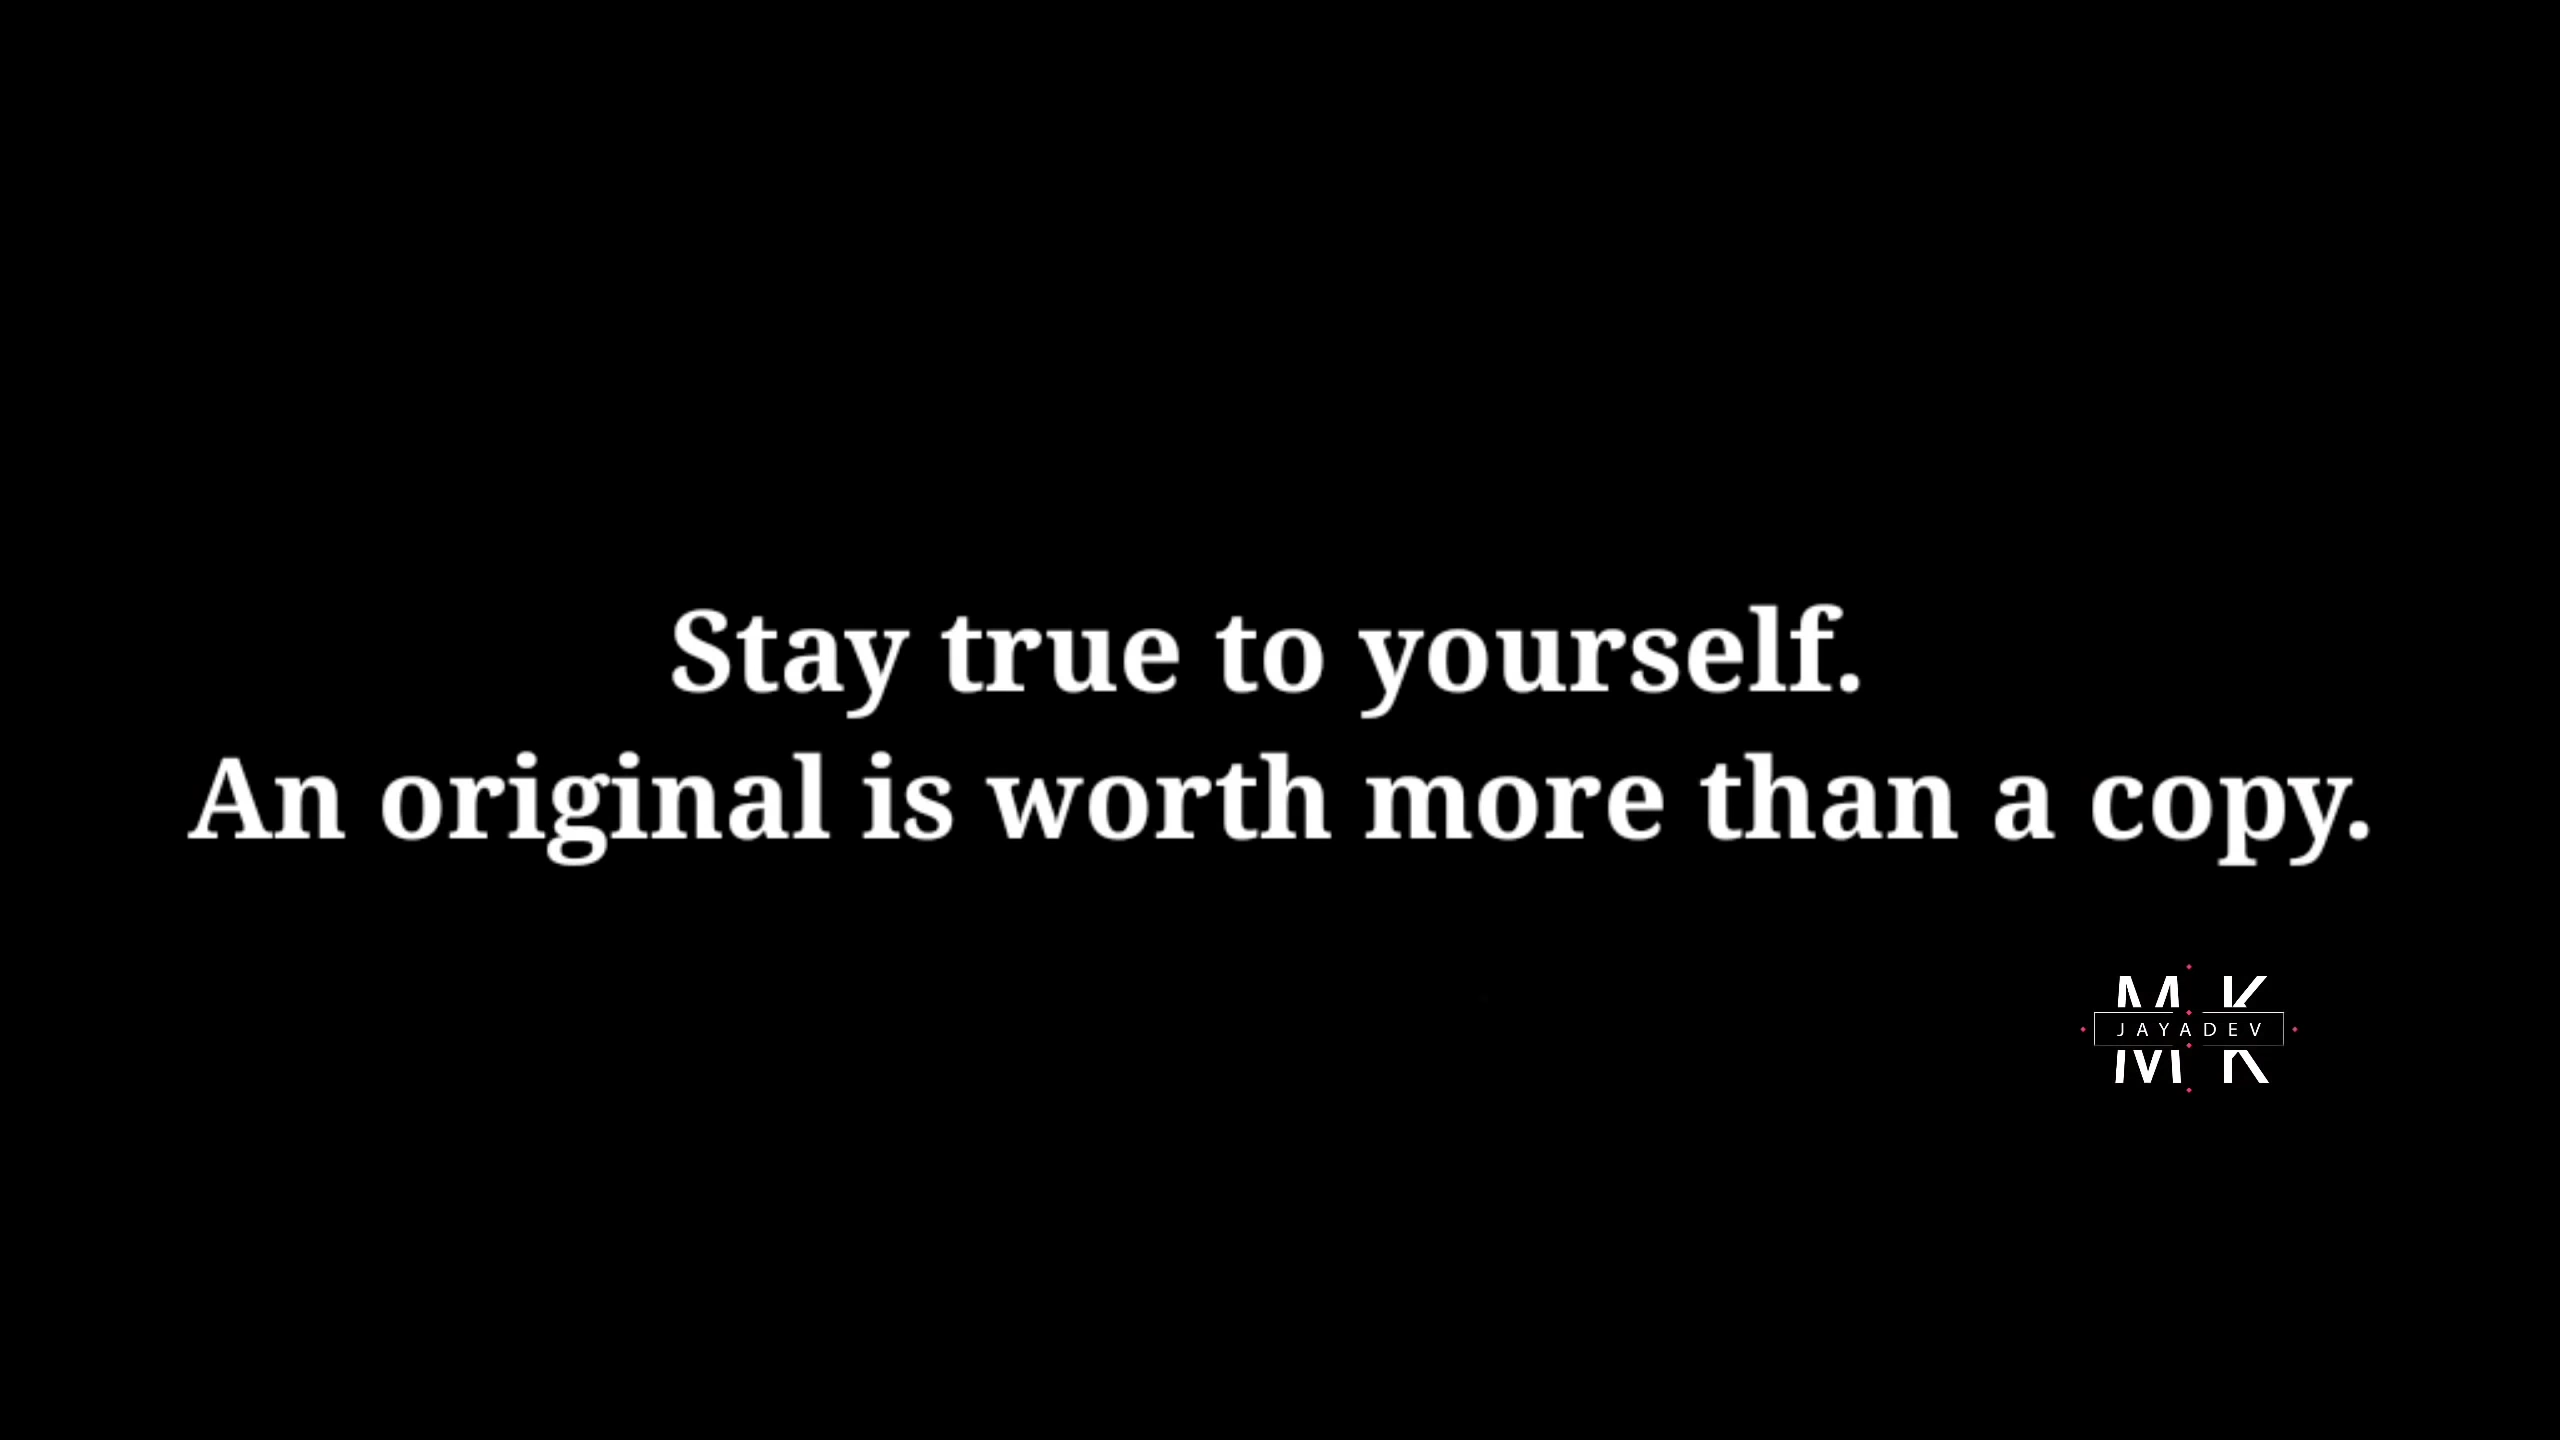 Stay true to yourself.
An original is worth more than a copy.
M K
JAYADEV
M K